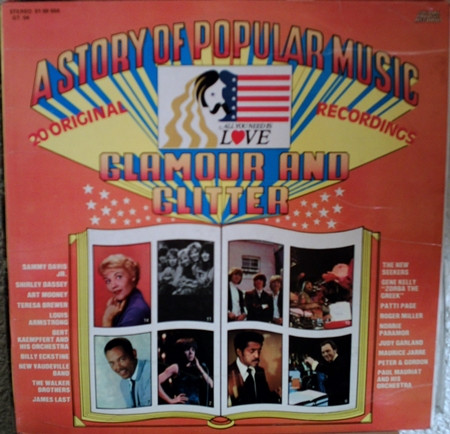 A STORY OF POPULAR MUSIC
20 ORIGINAL
RECORDINGS
ALL YOU NEED IS
LOVE
GLAMOUR AND
GLITTER
SAMMY DAVIS
JR.
SHIRLEY BASSEY
ART MOONEY
TERESA BREWER
LOUIS
ARMSTRONG
BERT
KAEMPFERT AND
HIS ORCHESTRA
BILLY ECKSTINE
NEW VAUDEVILLE
BAND
THE WALKER
BROTHERS
JAMES LAST
THE NEW
SEEKERS
GENE KELLY
"ZORBA THE
GREEK"
PATTI PAGE
ROGER MILLER
NORRIE
PARAMOR
JUDY GARLAND
MAURICE JARRE
PETER & GORDON
PAUL MAURIAT
AND HIS
ORCHESTRA